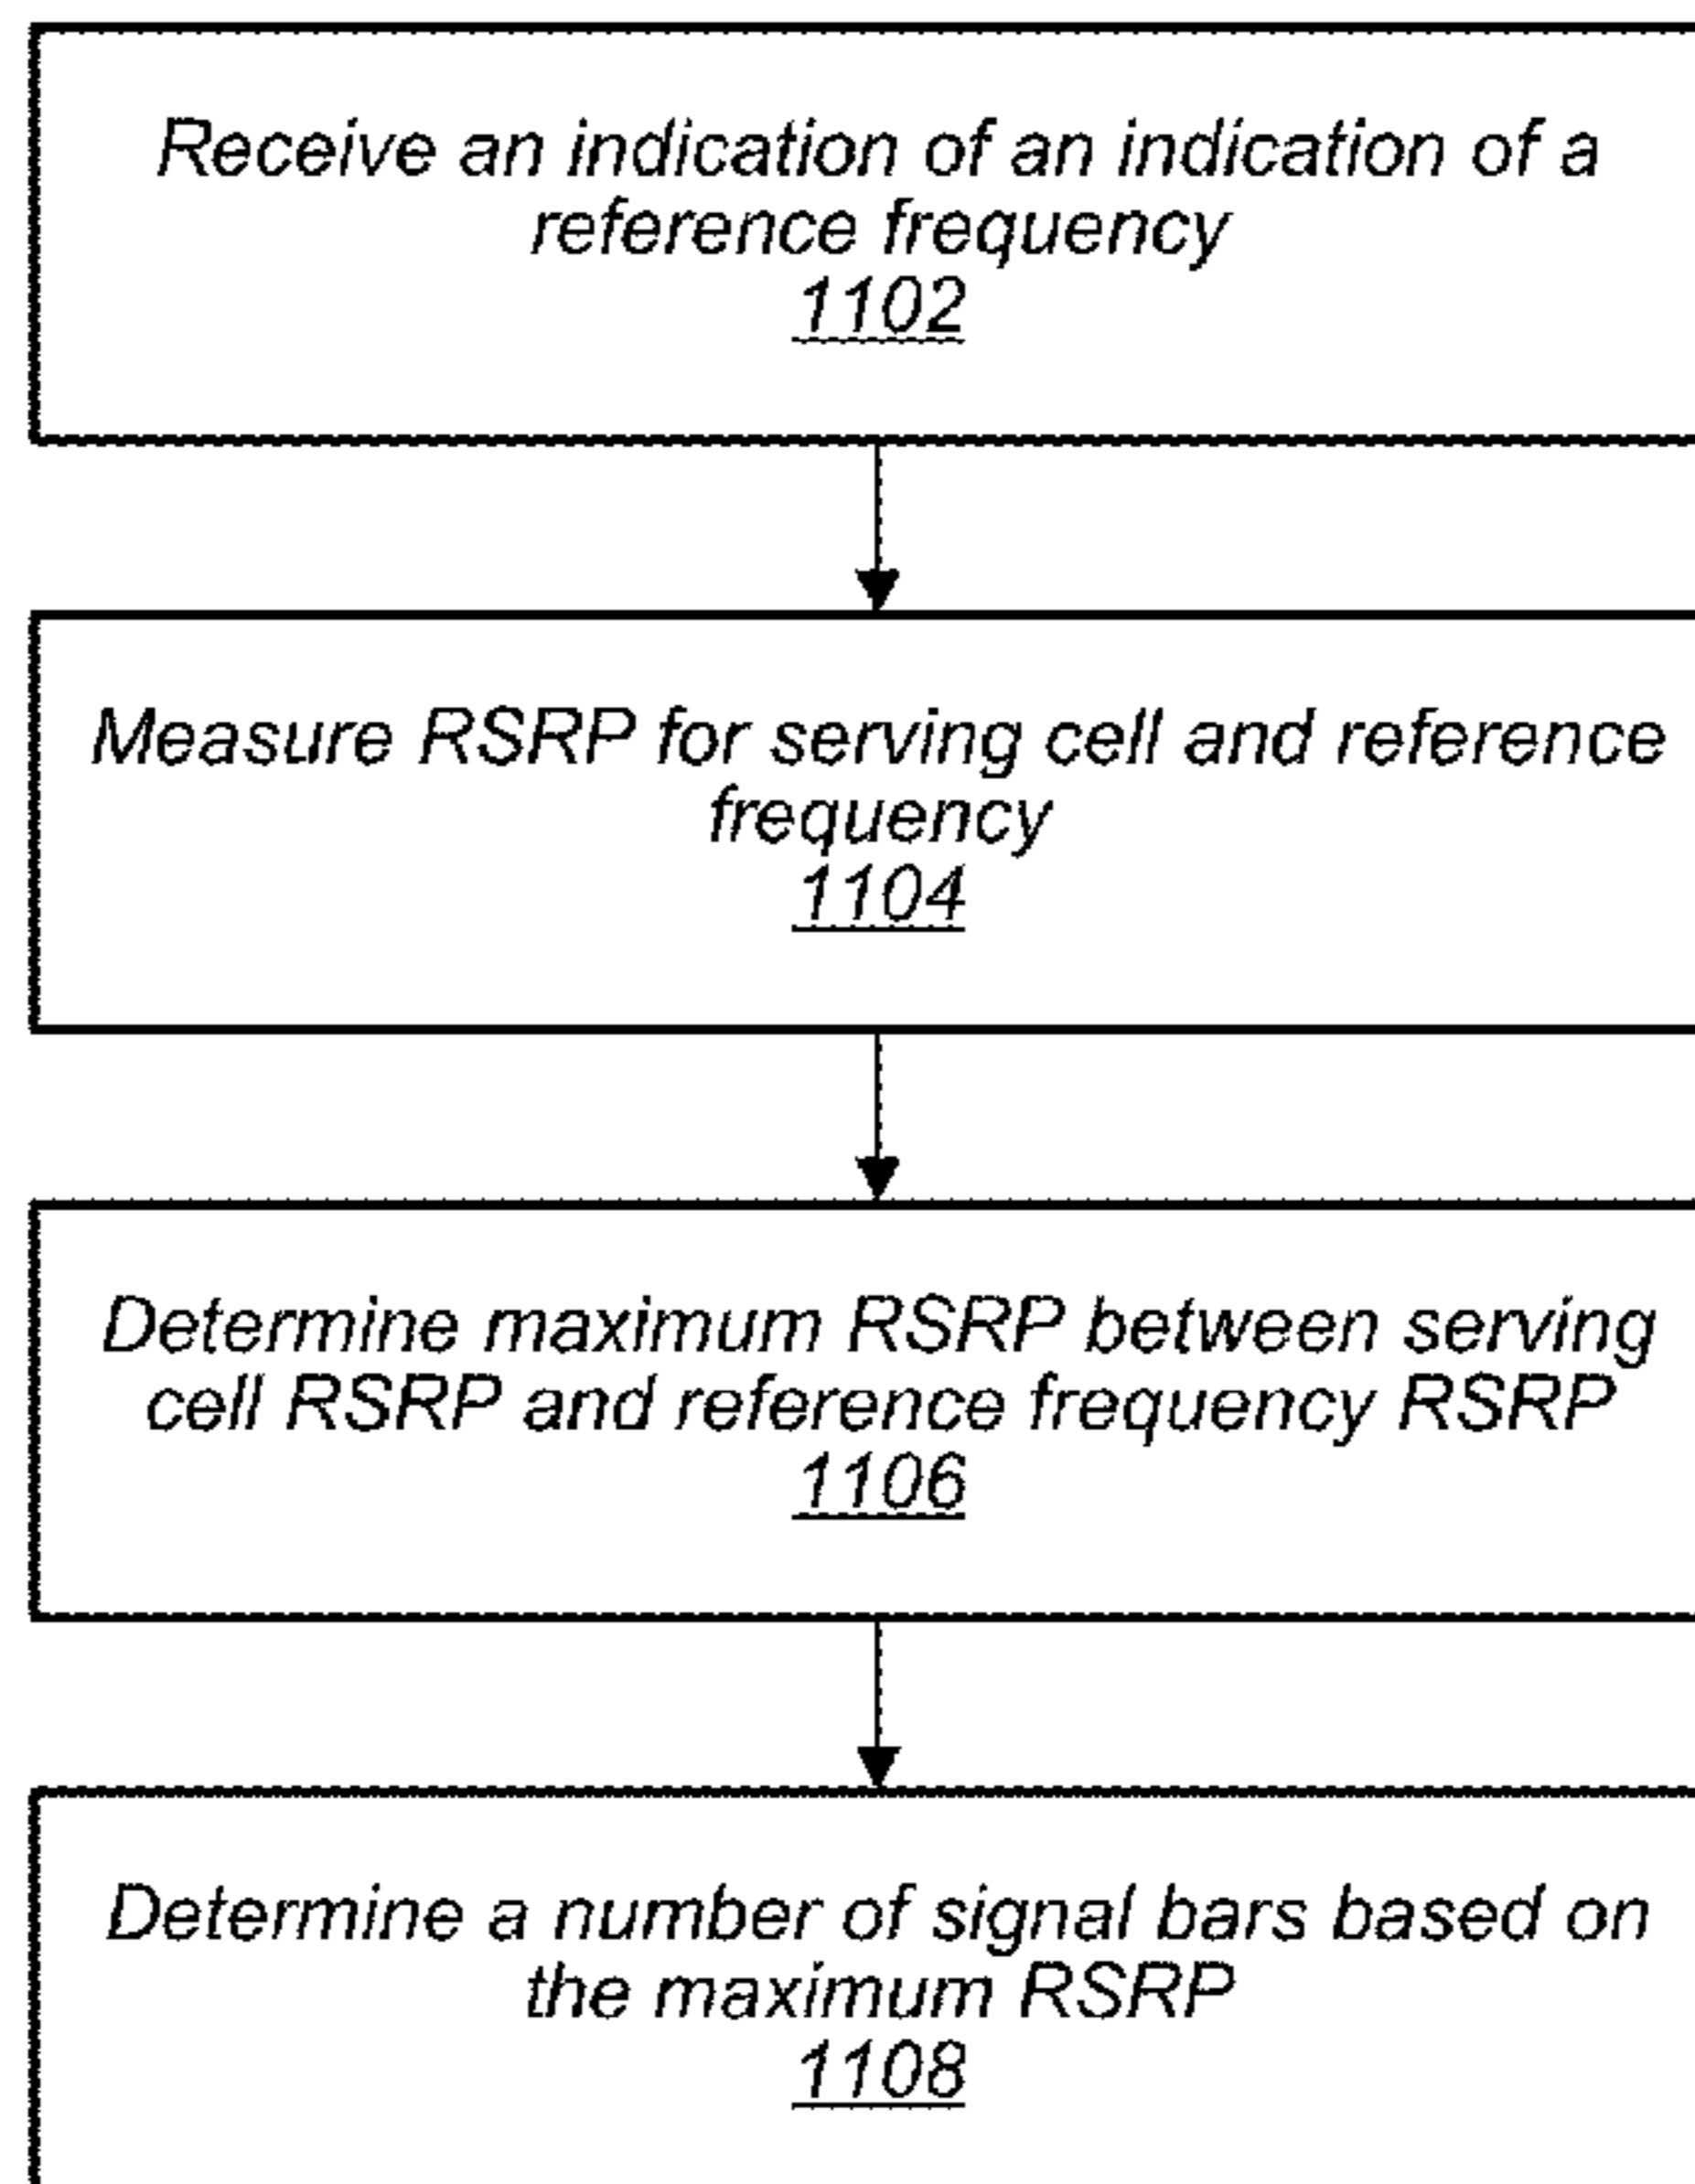 Receive an indication of an indication of a
reference frequency
1102
Measure RSRP for serving cell and reference
frequency
1104
Determine maximum RSRP between serving
cell RSRP and reference frequency RSRP
1106
Determine a number of signal bars based on
the maximum RSRP
1108